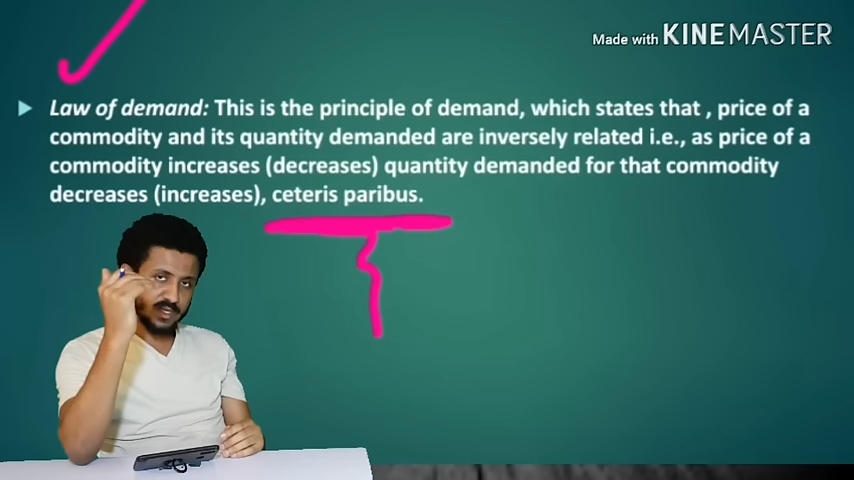 Made with KINEMASTER
Law of demand: This is the principle of demand, which states that , price of a
commodity and its quantity demanded are inversely related i.e., as price of a
commodity increases (decreases) quantity demanded for that commodity
decreases (increases), ceteris paribus.